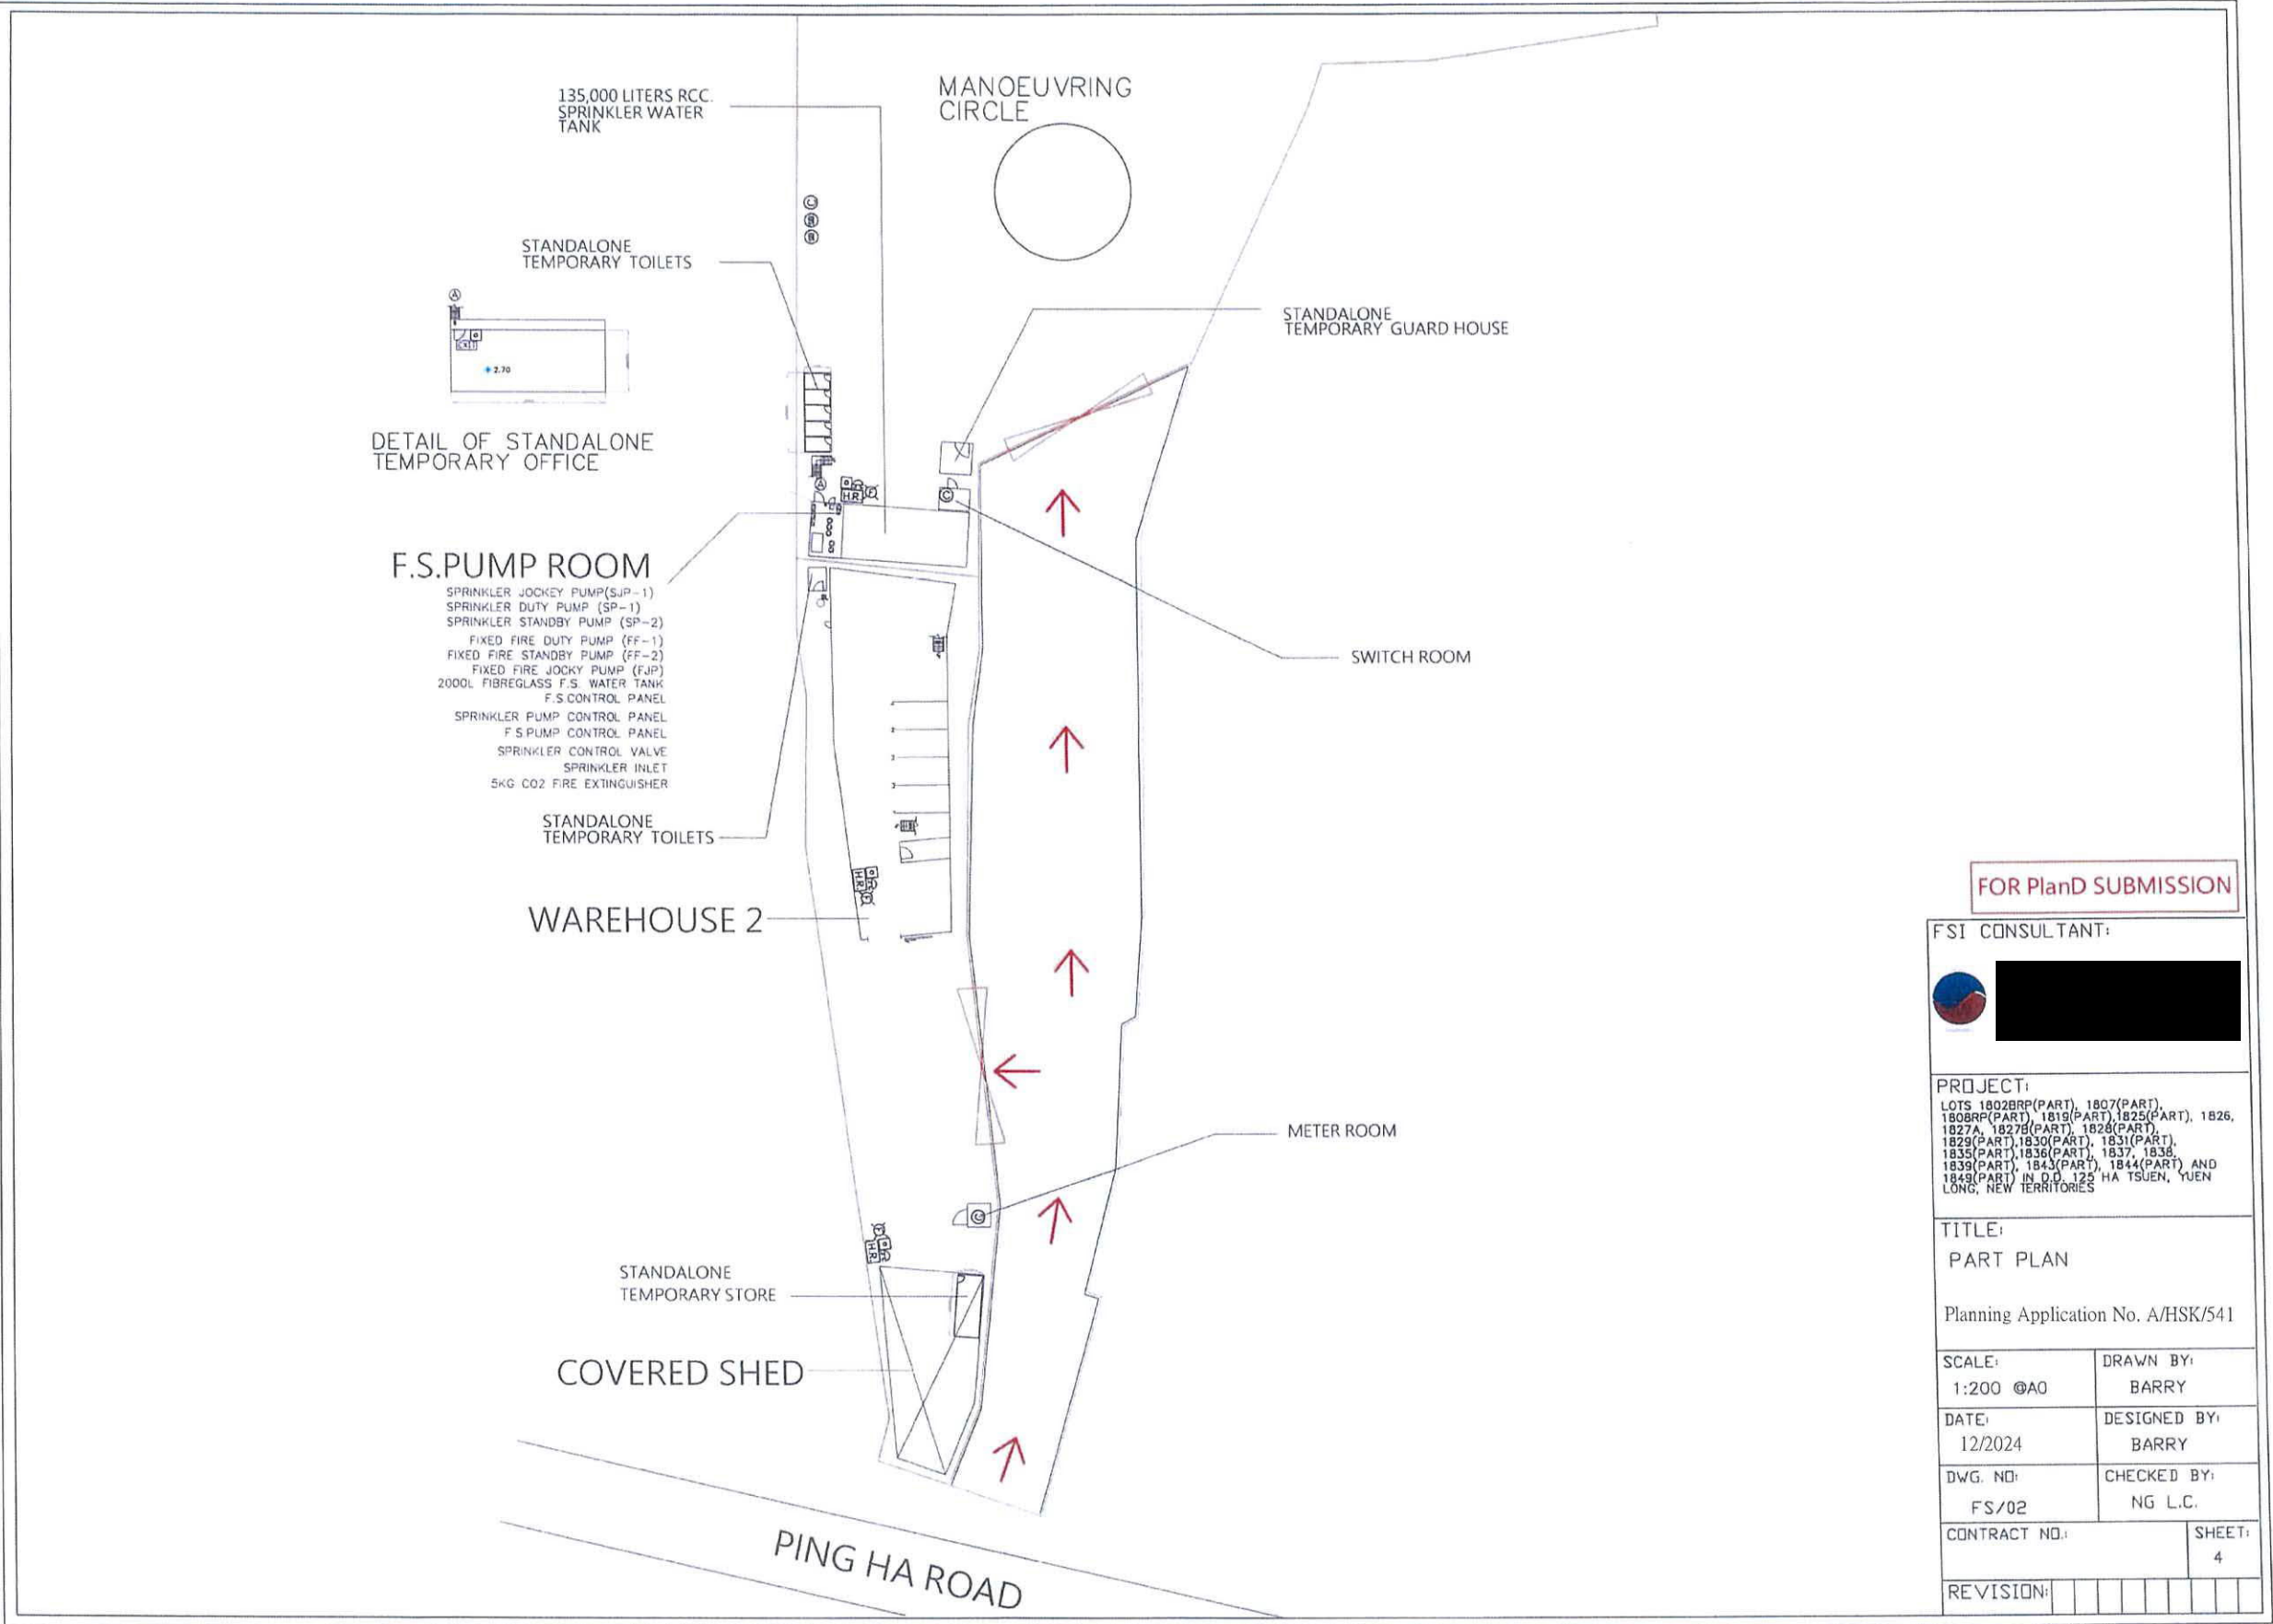 135,000 LITERS RCC.
SPRINKLER WATER
TANK
MANOEUVRING
CIRCLE
STANDALONE
TEMPORARY TOILETS
STANDALONE
TEMPORARY GUARD HOUSE
A
EXIT
2.70
DETAIL OF STANDALONE
TEMPORARY OFFICE
C
A
H.R.
F
C
F.S.PUMP ROOM
SPRINKLER JOCKEY PUMP(SJP-1)
SPRINKLER DUTY PUMP (SP-1)
SPRINKLER STANDBY PUMP (SP-2)
FIXED FIRE DUTY PUMP (FF-1)
FIXED FIRE STANDBY PUMP (FF-2)
FIXED FIRE JOCKY PUMP (FJP)
2000L FIBREGLASS F.S. WATER TANK
F.S.CONTROL PANEL
SPRINKLER PUMP CONTROL PANEL
F.S.PUMP CONTROL PANEL
SPRINKLER CONTROL VALVE
SPRINKLER INLET
5KG CO2 FIRE EXTINGUISHER
SWITCH ROOM
STANDALONE
TEMPORARY TOILETS
H.R.
WAREHOUSE 2
METER ROOM
C
H.R.
STANDALONE
TEMPORARY STORE
COVERED SHED
PING HA ROAD
FOR PlanD SUBMISSION
FSI CONSULTANT:
PROJECT:
LOTS 1802BRP(PART), 1807(PART),
1808RP(PART), 1819(PART),1825(PART), 1826,
1827A, 1827B(PART), 1828(PART),
1829(PART),1830(PART), 1831(PART),
1835(PART),1836(PART), 1837, 1838,
1839(PART), 1843(PART), 1844(PART) AND
1849(PART) IN D.D. 125 HA TSUEN, YUEN
LONG, NEW TERRITORIES
TITLE:
PART PLAN
Planning Application No. A/HSK/541
SCALE:
1:200 @A0
DRAWN BY:
BARRY
DATE:
12/2024
DESIGNED BY:
BARRY
DWG. NO:
FS/02
CHECKED BY:
NG L.C.
CONTRACT NO.:
SHEET:
4
REVISION: